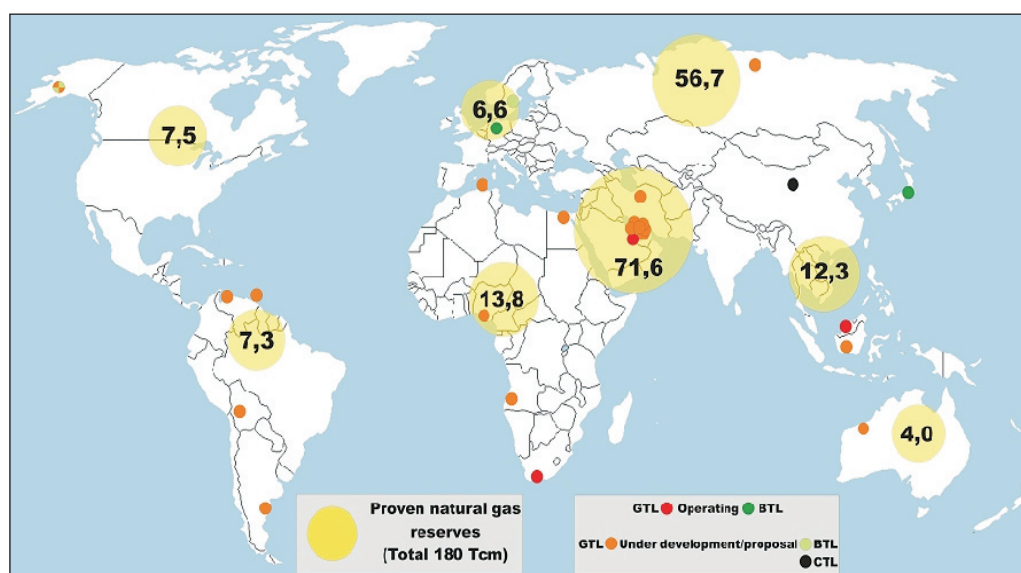 56,7
6,6
7,5
71,6
12,3
13,8
7,3
4,0
Proven natural gas
reserves
(Total 180 Tcm)
GTL Operating BTL
GTL Under development/proposal BTL
CTL